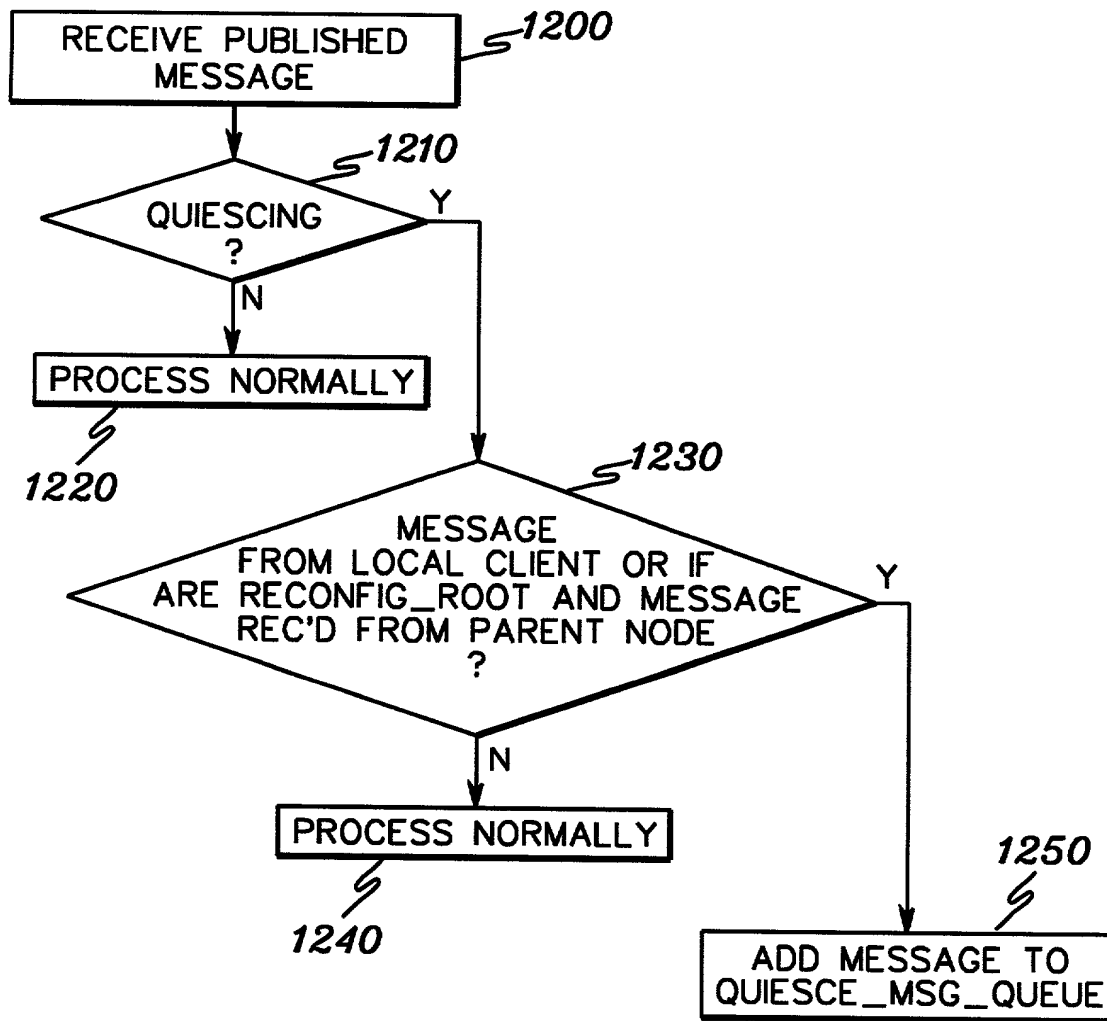 RECEIVE PUBLISHED
MESSAGE
1200
1210
QUIESCING
?
Y
N
PROCESS NORMALLY
1220
1230
MESSAGE
FROM LOCAL CLIENT OR IF
ARE RECONFIG_ROOT AND MESSAGE
REC'D FROM PARENT NODE
?
Y
N
PROCESS NORMALLY
1240
1250
ADD MESSAGE TO
QUIESCE_MSG_QUEUE